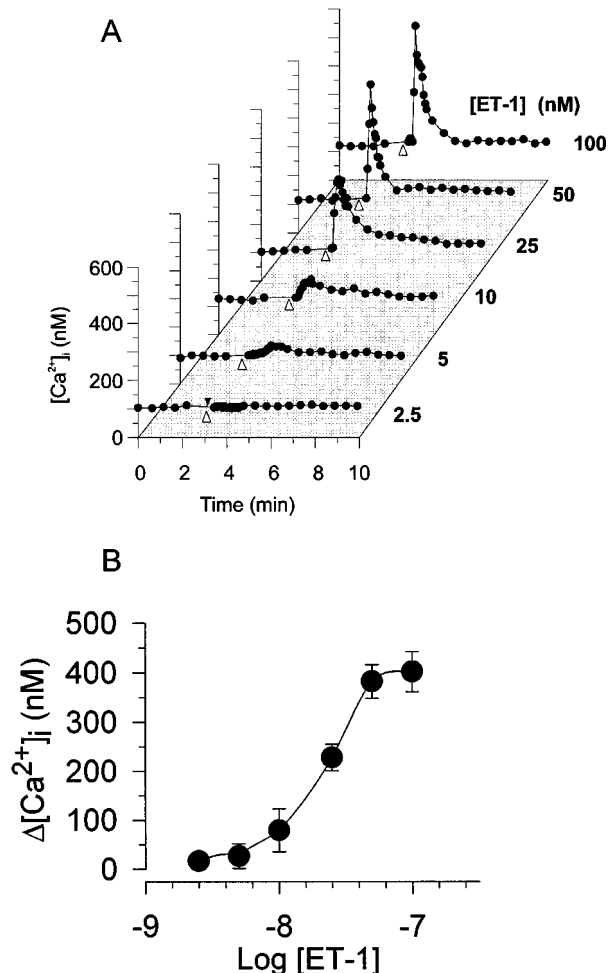 A
[ET-1] (nM)
100
50
25
10
5
2.5
600
400
200
0
[Ca²⁺]ᵢ (nM)
0 2 4 6 8 10
Time (min)
B
500
400
300
200
100
0
Δ[Ca²⁺]ᵢ (nM)
-9 -8 -7
Log [ET-1]